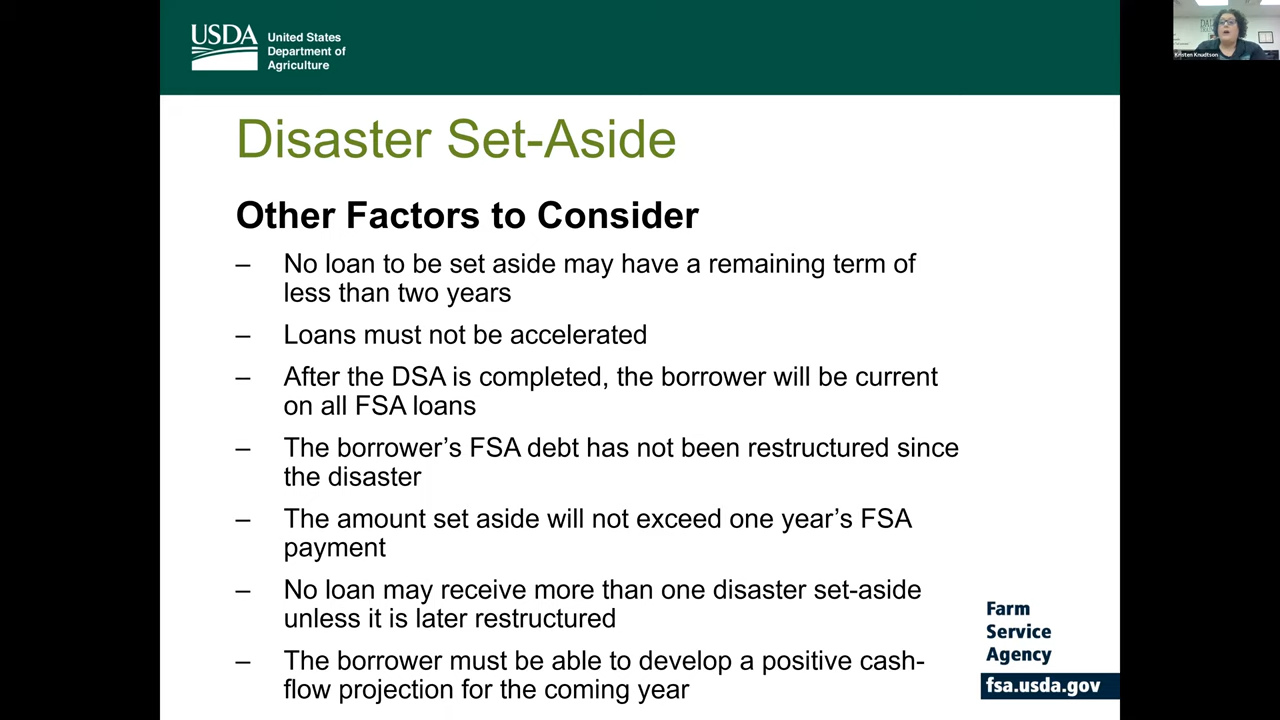 USDA
United States
Department of
Agriculture
Kristen Knudtson
Disaster Set-Aside
Other Factors to Consider
– No loan to be set aside may have a remaining term of
less than two years
– Loans must not be accelerated
– After the DSA is completed, the borrower will be current
on all FSA loans
– The borrower’s FSA debt has not been restructured since
the disaster
– The amount set aside will not exceed one year’s FSA
payment
– No loan may receive more than one disaster set-aside
unless it is later restructured
– The borrower must be able to develop a positive cash-
flow projection for the coming year
Farm
Service
Agency
fsa.usda.gov